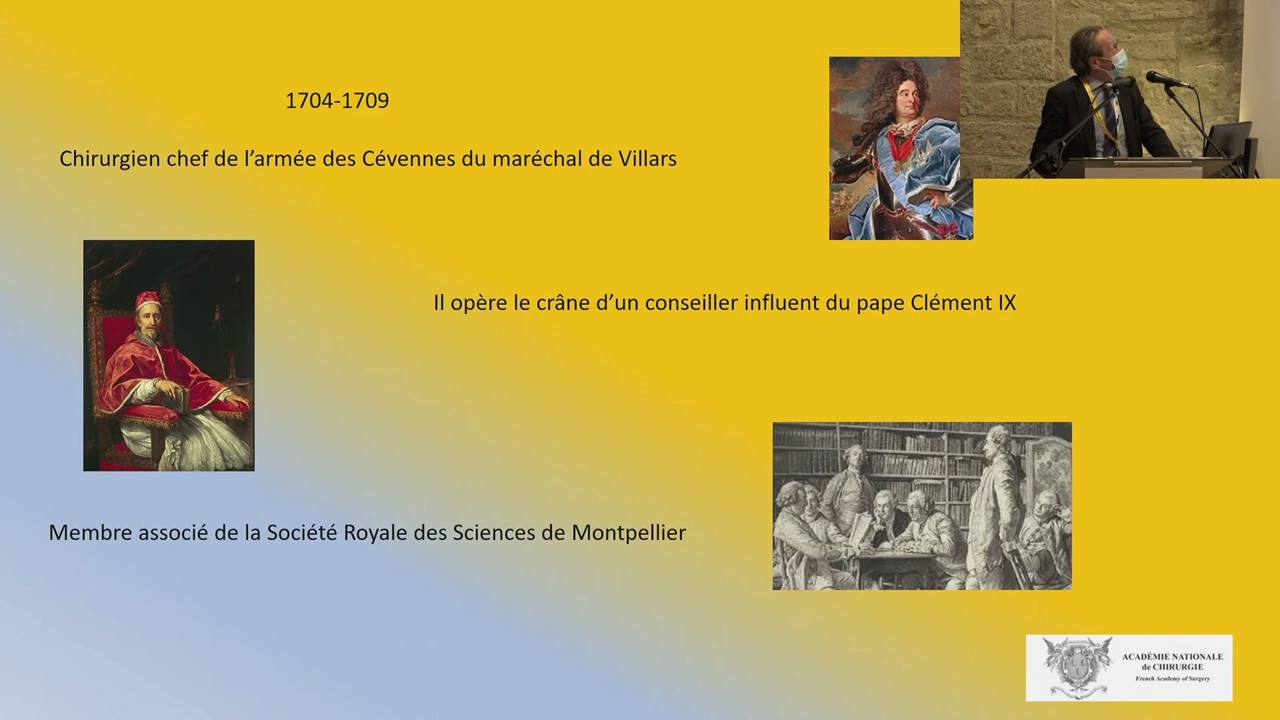 1704-1709
Chirurgien chef de l’armée des Cévennes du maréchal de Villars
Il opère le crâne d’un conseiller influent du pape Clément IX
Membre associé de la Société Royale des Sciences de Montpellier
ACADÉMIE NATIONALE
de CHIRURGIE
French Academy of Surgery